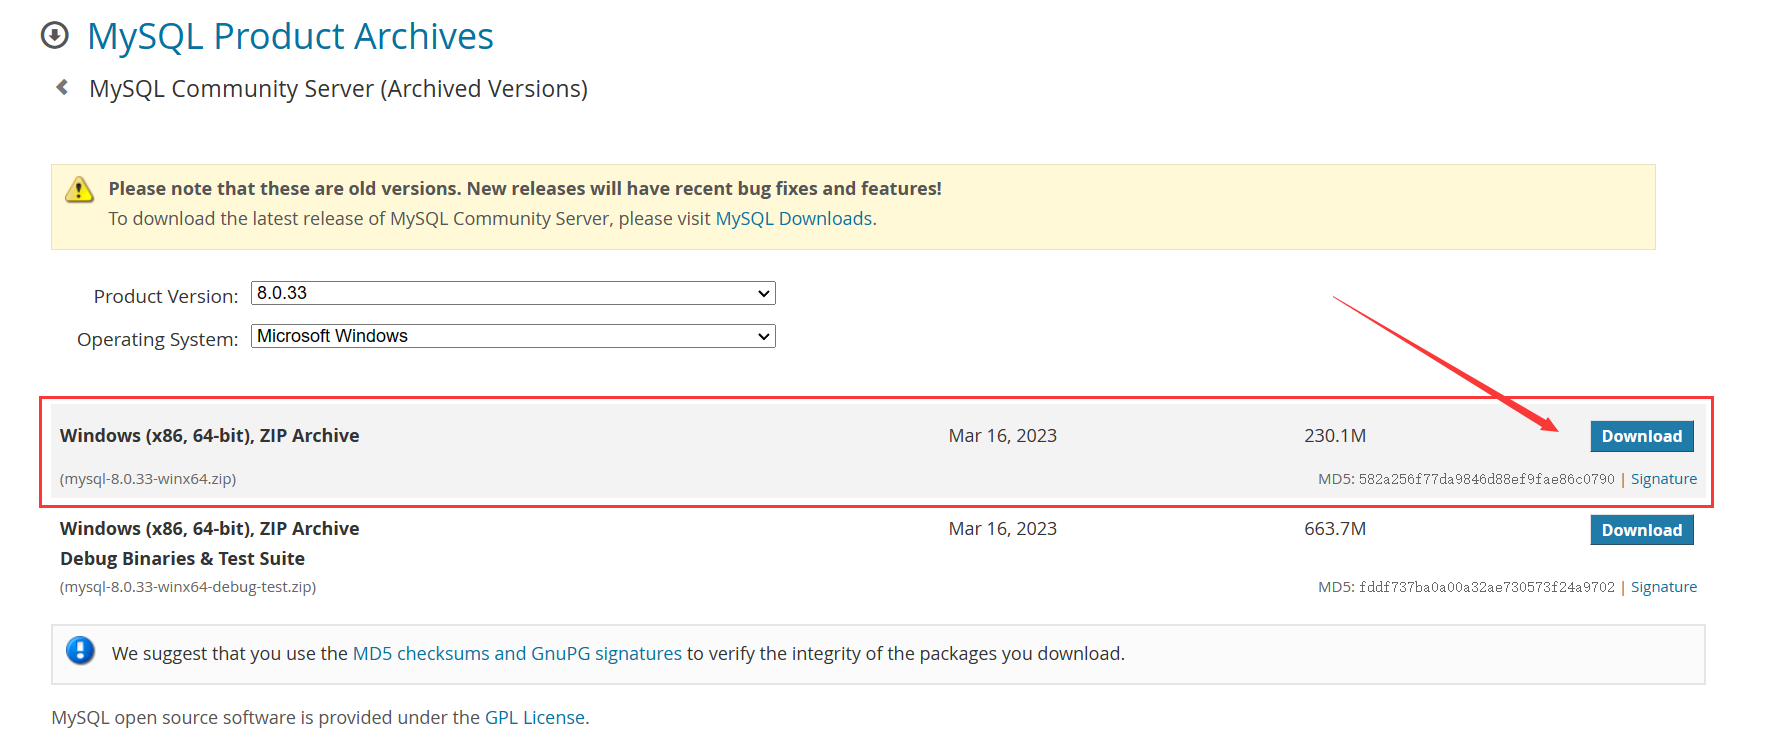 MySQL Product Archives
MySQL Community Server (Archived Versions)
Please note that these are old versions. New releases will have recent bug fixes and features!
To download the latest release of MySQL Community Server, please visit MySQL Downloads.
Product Version: 8.0.33
Operating System: Microsoft Windows
Windows (x86, 64-bit), ZIP Archive Mar 16, 2023 230.1M Download
(mysql-8.0.33-winx64.zip) MD5: 582a256f77da9846d88ef9fae86c0790 | Signature
Windows (x86, 64-bit), ZIP Archive Mar 16, 2023 663.7M Download
Debug Binaries & Test Suite
(mysql-8.0.33-winx64-debug-test.zip) MD5: fddf737ba0a00a32ae730573f24a9702 | Signature
We suggest that you use the MD5 checksums and GnuPG signatures to verify the integrity of the packages you download.
MySQL open source software is provided under the GPL License.